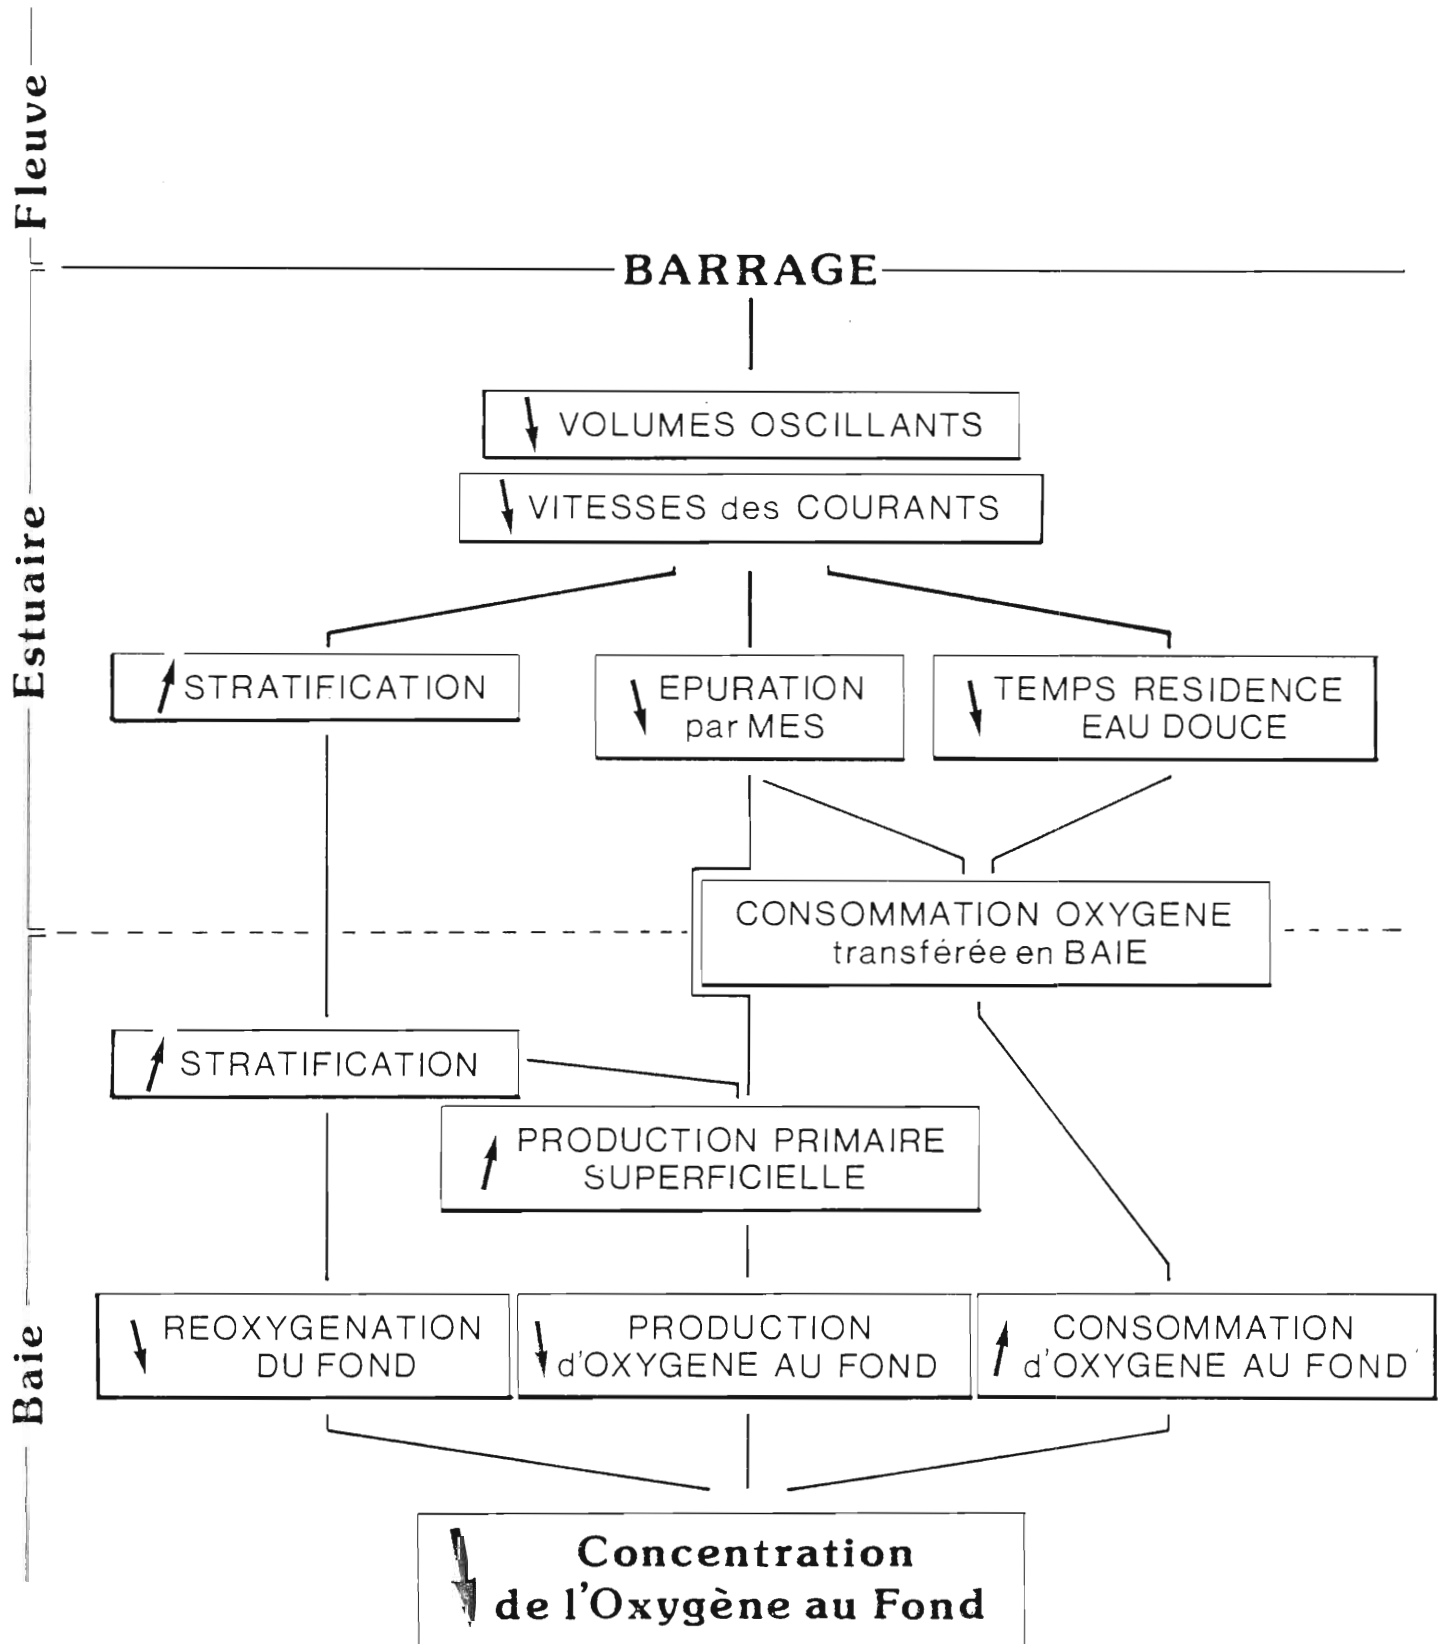 Fleuve
BARRAGE
VOLUMES OSCILLANTS
VITESSES des COURANTS
Estuaire
STRATIFICATION
EPURATION
par MES
TEMPS RESIDENCE
EAU DOUCE
CONSOMMATION OXYGENE
transférée en BAIE
STRATIFICATION
PRODUCTION PRIMAIRE
SUPERFICIELLE
Baie
REOXYGENATION
DU FOND
PRODUCTION
d'OXYGENE AU FOND
CONSOMMATION
d'OXYGENE AU FOND
Concentration
de l'Oxygène au Fond